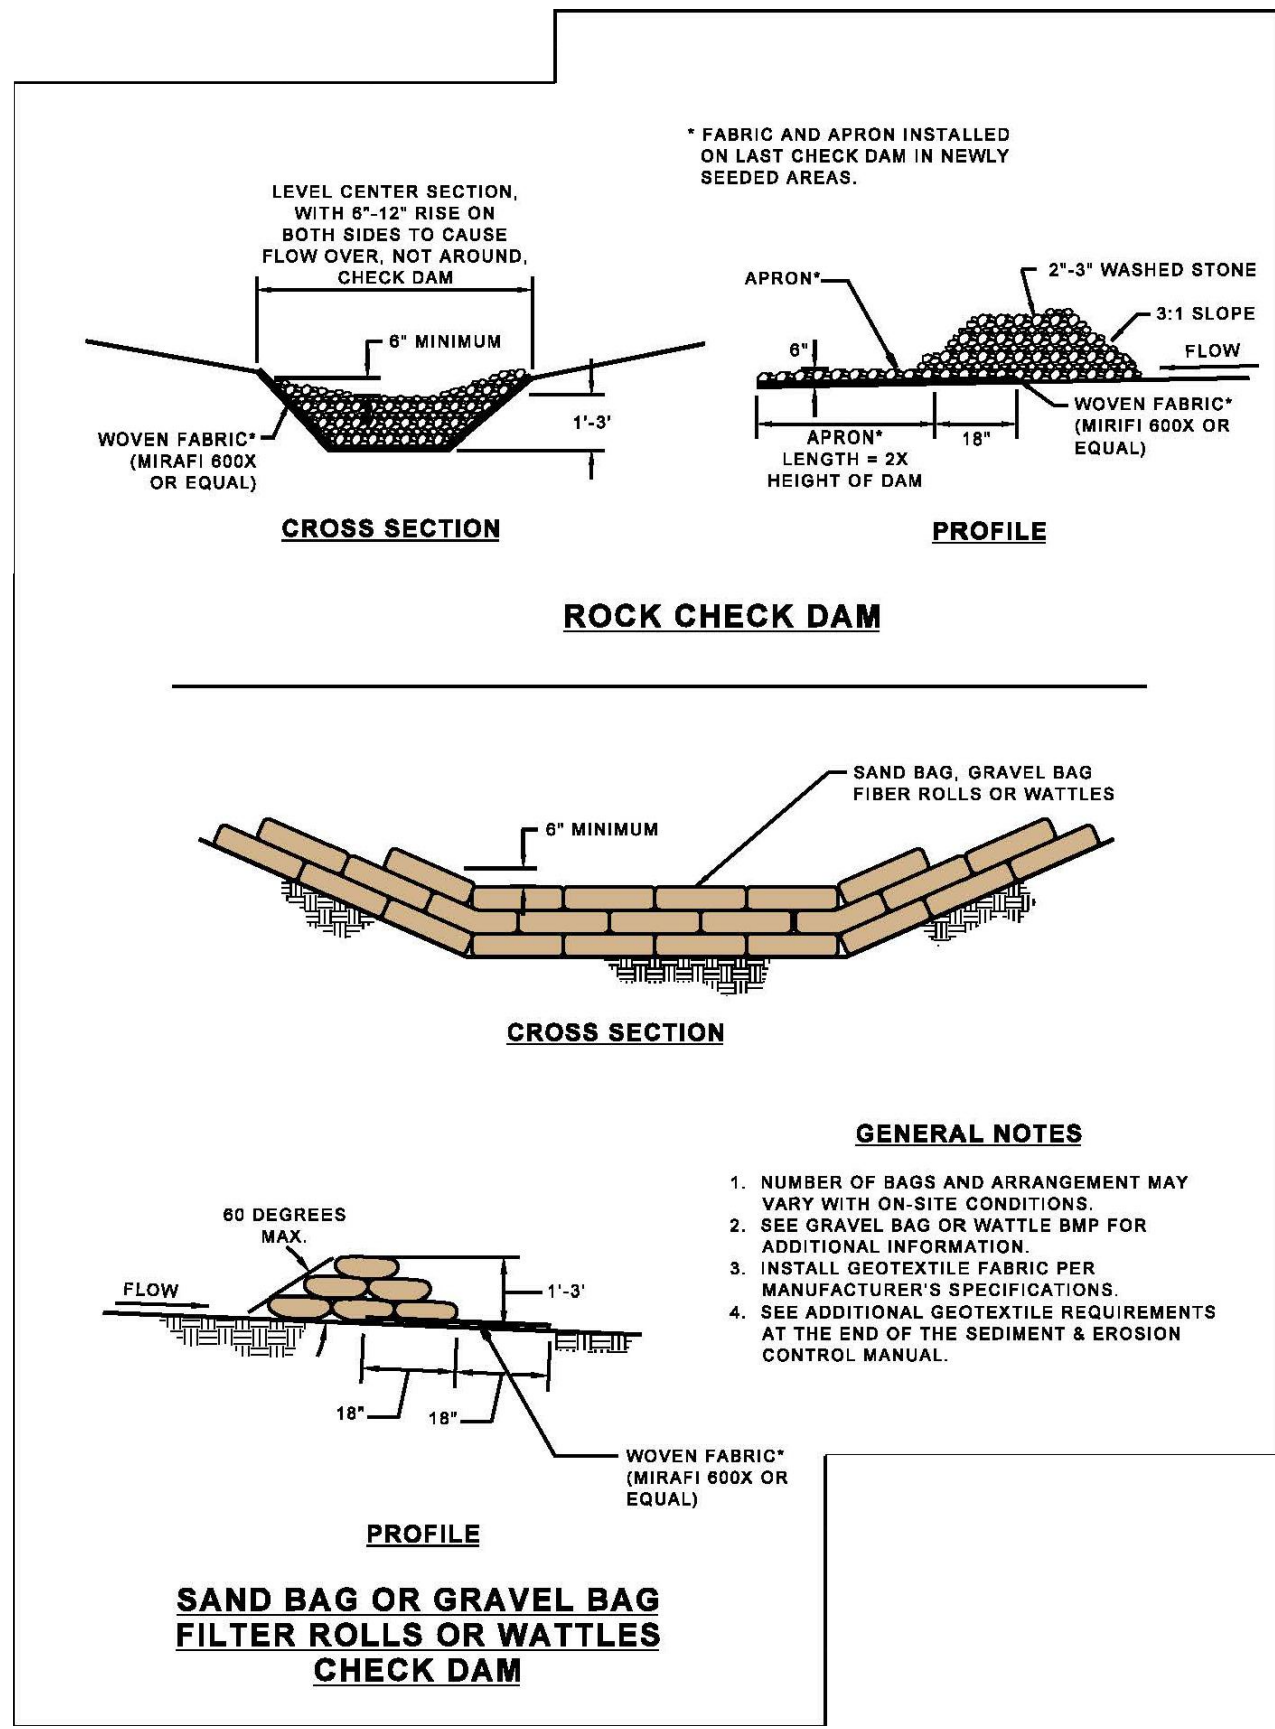 * FABRIC AND APRON INSTALLED
ON LAST CHECK DAM IN NEWLY
SEEDED AREAS.
LEVEL CENTER SECTION,
WITH 6"-12" RISE ON
BOTH SIDES TO CAUSE
FLOW OVER, NOT AROUND,
CHECK DAM
6" MINIMUM
1'-3'
WOVEN FABRIC*
(MIRAFI 600X
OR EQUAL)
CROSS SECTION
APRON*
2"-3" WASHED STONE
3:1 SLOPE
FLOW
6"
WOVEN FABRIC*
(MIRIFI 600X OR
EQUAL)
18"
APRON*
LENGTH = 2X
HEIGHT OF DAM
PROFILE
ROCK CHECK DAM
SAND BAG, GRAVEL BAG
FIBER ROLLS OR WATTLES
6" MINIMUM
CROSS SECTION
GENERAL NOTES
1. NUMBER OF BAGS AND ARRANGEMENT MAY
VARY WITH ON-SITE CONDITIONS.
2. SEE GRAVEL BAG OR WATTLE BMP FOR
ADDITIONAL INFORMATION.
3. INSTALL GEOTEXTILE FABRIC PER
MANUFACTURER'S SPECIFICATIONS.
4. SEE ADDITIONAL GEOTEXTILE REQUIREMENTS
AT THE END OF THE SEDIMENT & EROSION
CONTROL MANUAL.
60 DEGREES
MAX.
FLOW
1'-3'
18"
18"
WOVEN FABRIC*
(MIRAFI 600X OR
EQUAL)
PROFILE
SAND BAG OR GRAVEL BAG
FILTER ROLLS OR WATTLES
CHECK DAM